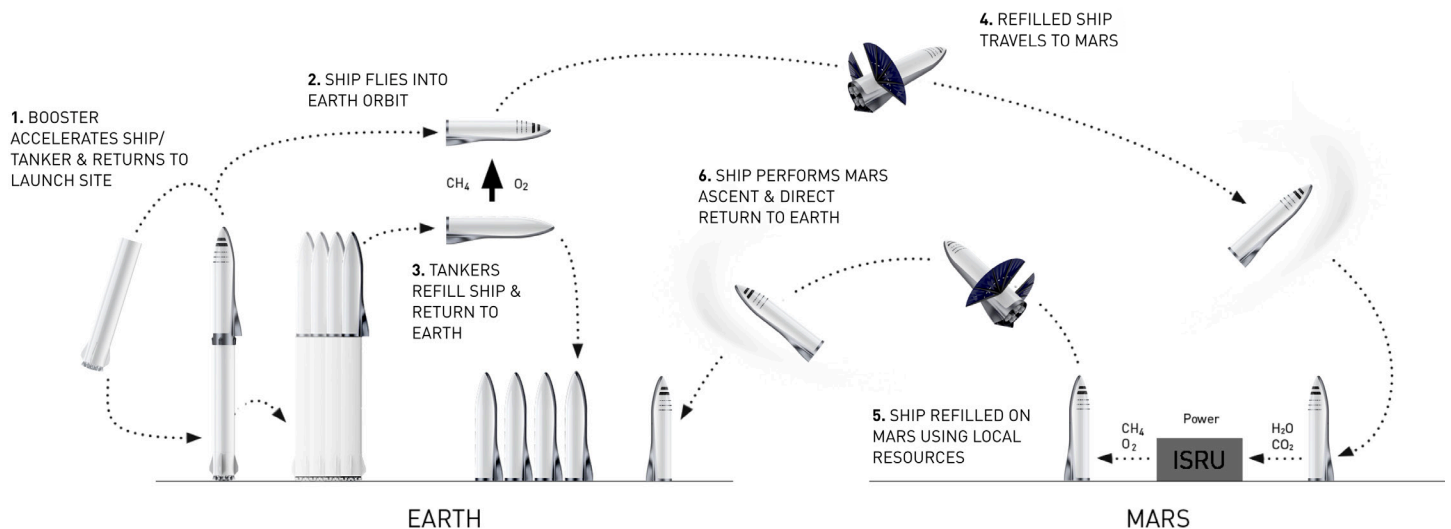 1. BOOSTER
ACCELERATES SHIP/
TANKER & RETURNS TO
LAUNCH SITE
2. SHIP FLIES INTO
EARTH ORBIT
CH₄ O₂
3. TANKERS
REFILL SHIP &
RETURN TO
EARTH
4. REFILLED SHIP
TRAVELS TO MARS
6. SHIP PERFORMS MARS
ASCENT & DIRECT
RETURN TO EARTH
5. SHIP REFILLED ON
MARS USING LOCAL
RESOURCES
CH₄
O₂
Power
ISRU
H₂O
CO₂
EARTH
MARS